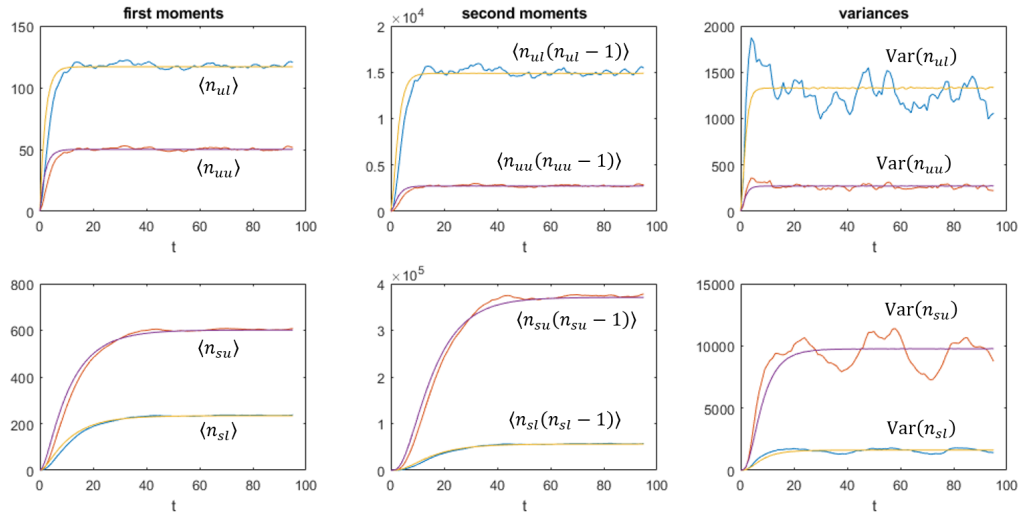 first moments
150
100
50
0
⟨n_ul⟩
⟨n_uu⟩
0 20 40 60 80 100
t
second moments
× 10^4
2
1.5
1
0.5
0
⟨n_ul(n_ul − 1)⟩
⟨n_uu(n_uu − 1)⟩
0 20 40 60 80 100
t
variances
2000
1500
1000
500
0
Var(n_ul)
Var(n_uu)
0 20 40 60 80 100
t
800
600
400
200
0
⟨n_su⟩
⟨n_sl⟩
0 20 40 60 80 100
t
× 10^5
4
3
2
1
0
⟨n_su(n_su − 1)⟩
⟨n_sl(n_sl − 1)⟩
0 20 40 60 80 100
t
15000
10000
5000
0
Var(n_su)
Var(n_sl)
0 20 40 60 80 100
t